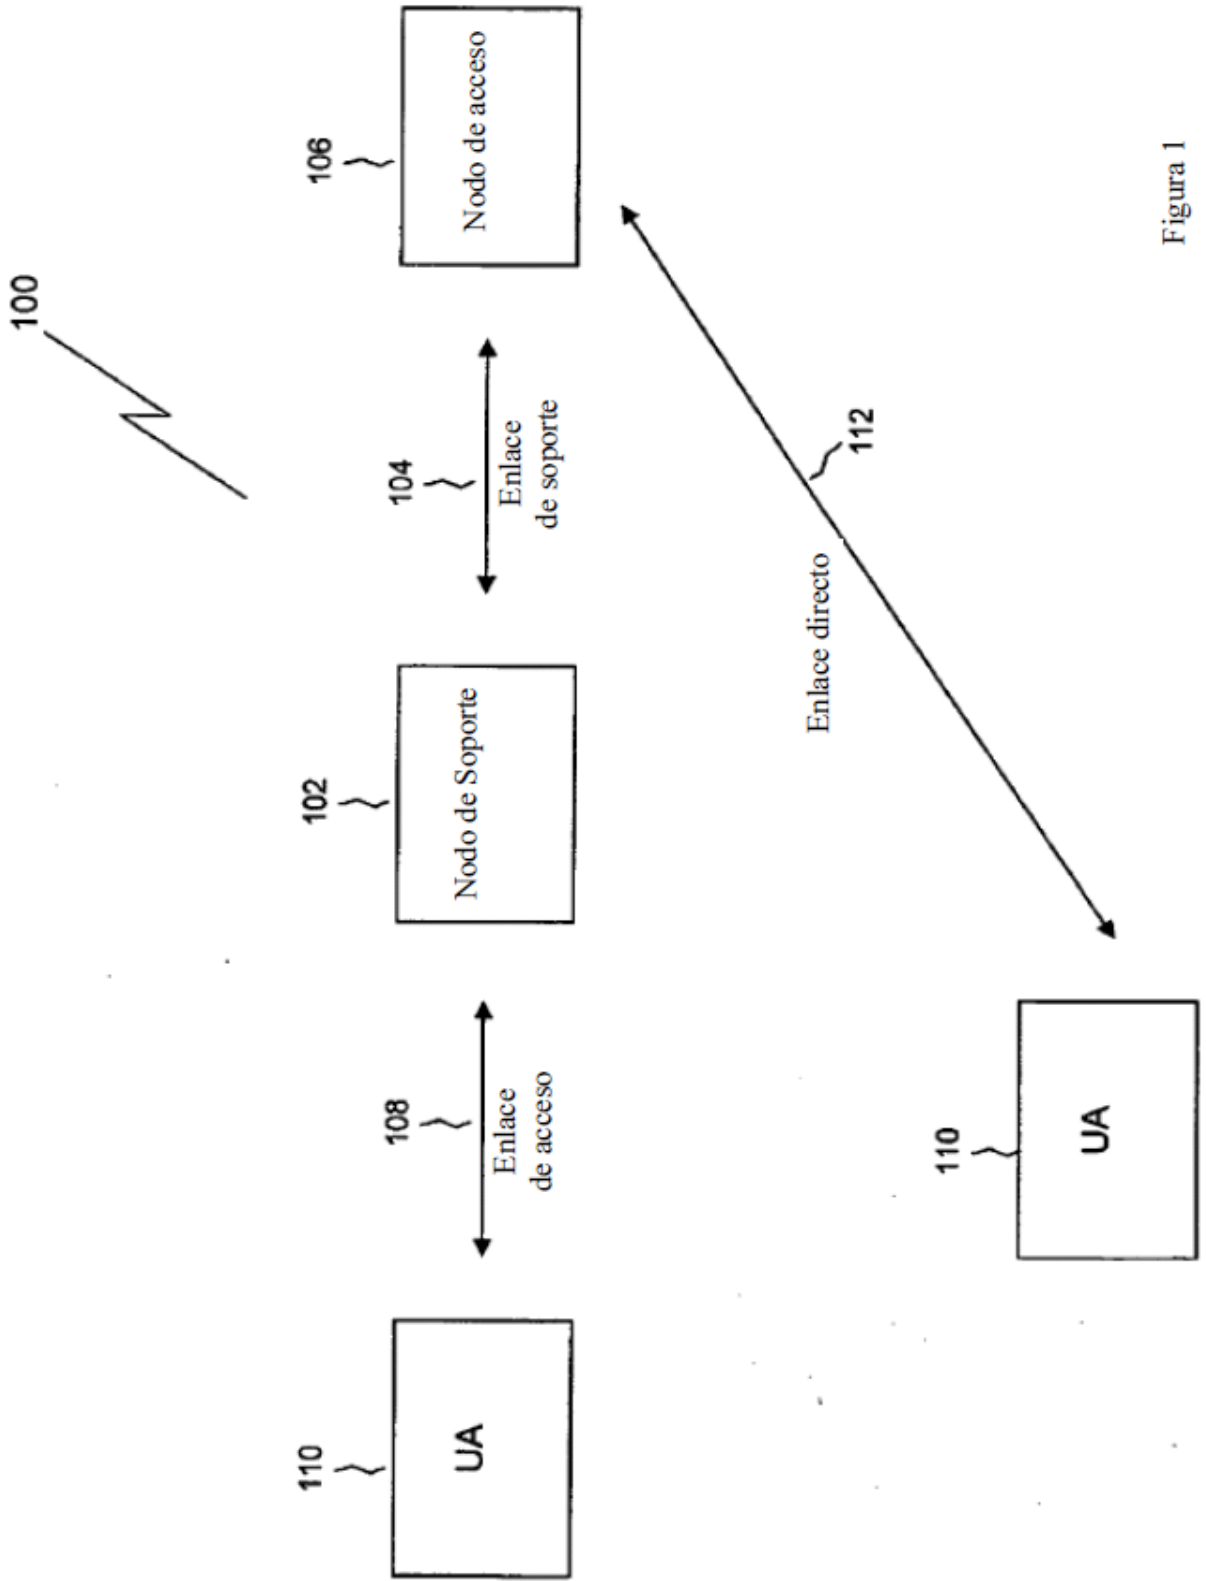 100
106
Nodo de acceso
104
Enlace
de soporte
102
Nodo de Soporte
108
Enlace
de acceso
110
UA
112
Enlace directo
110
UA
Figura 1